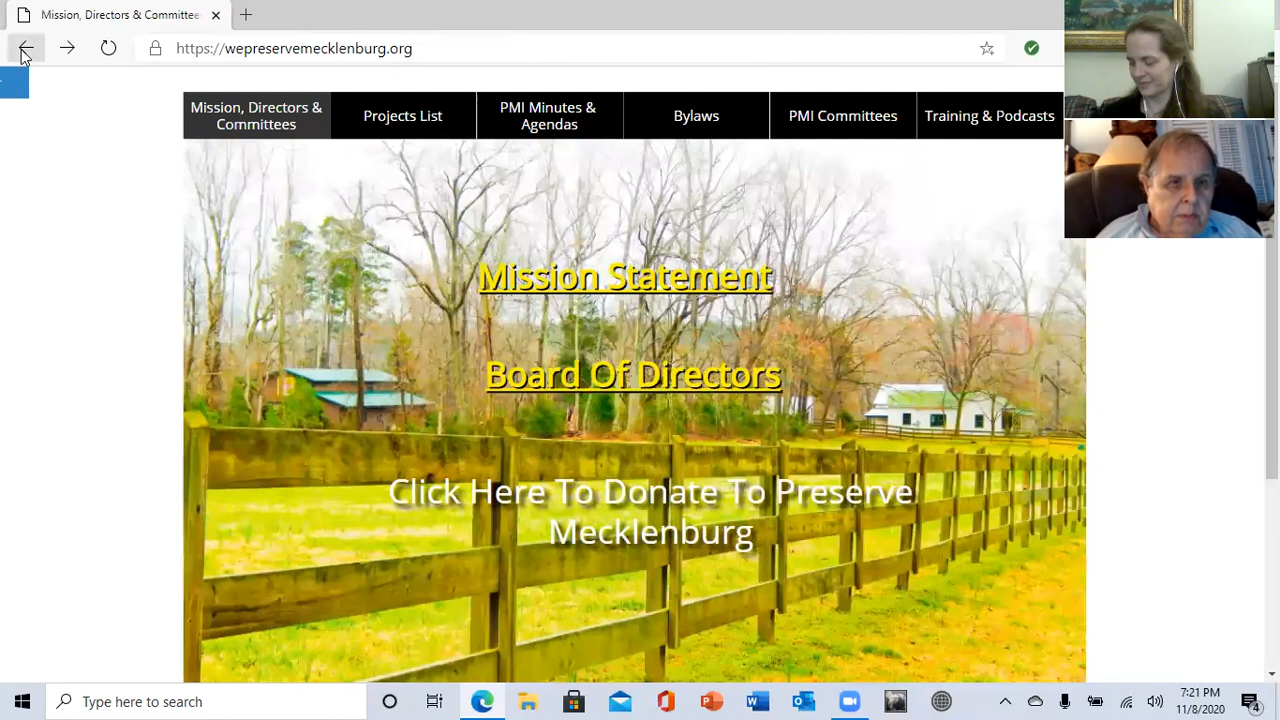 Mission, Directors & Committee
https://wepreservemecklenburg.org
Mission, Directors &
Committees
Projects List
PMI Minutes &
Agendas
Bylaws
PMI Committees
Training & Podcasts
Mission Statement
Board Of Directors
Click Here To Donate To Preserve
Mecklenburg
Type here to search
7:21 PM
11/8/2020
4